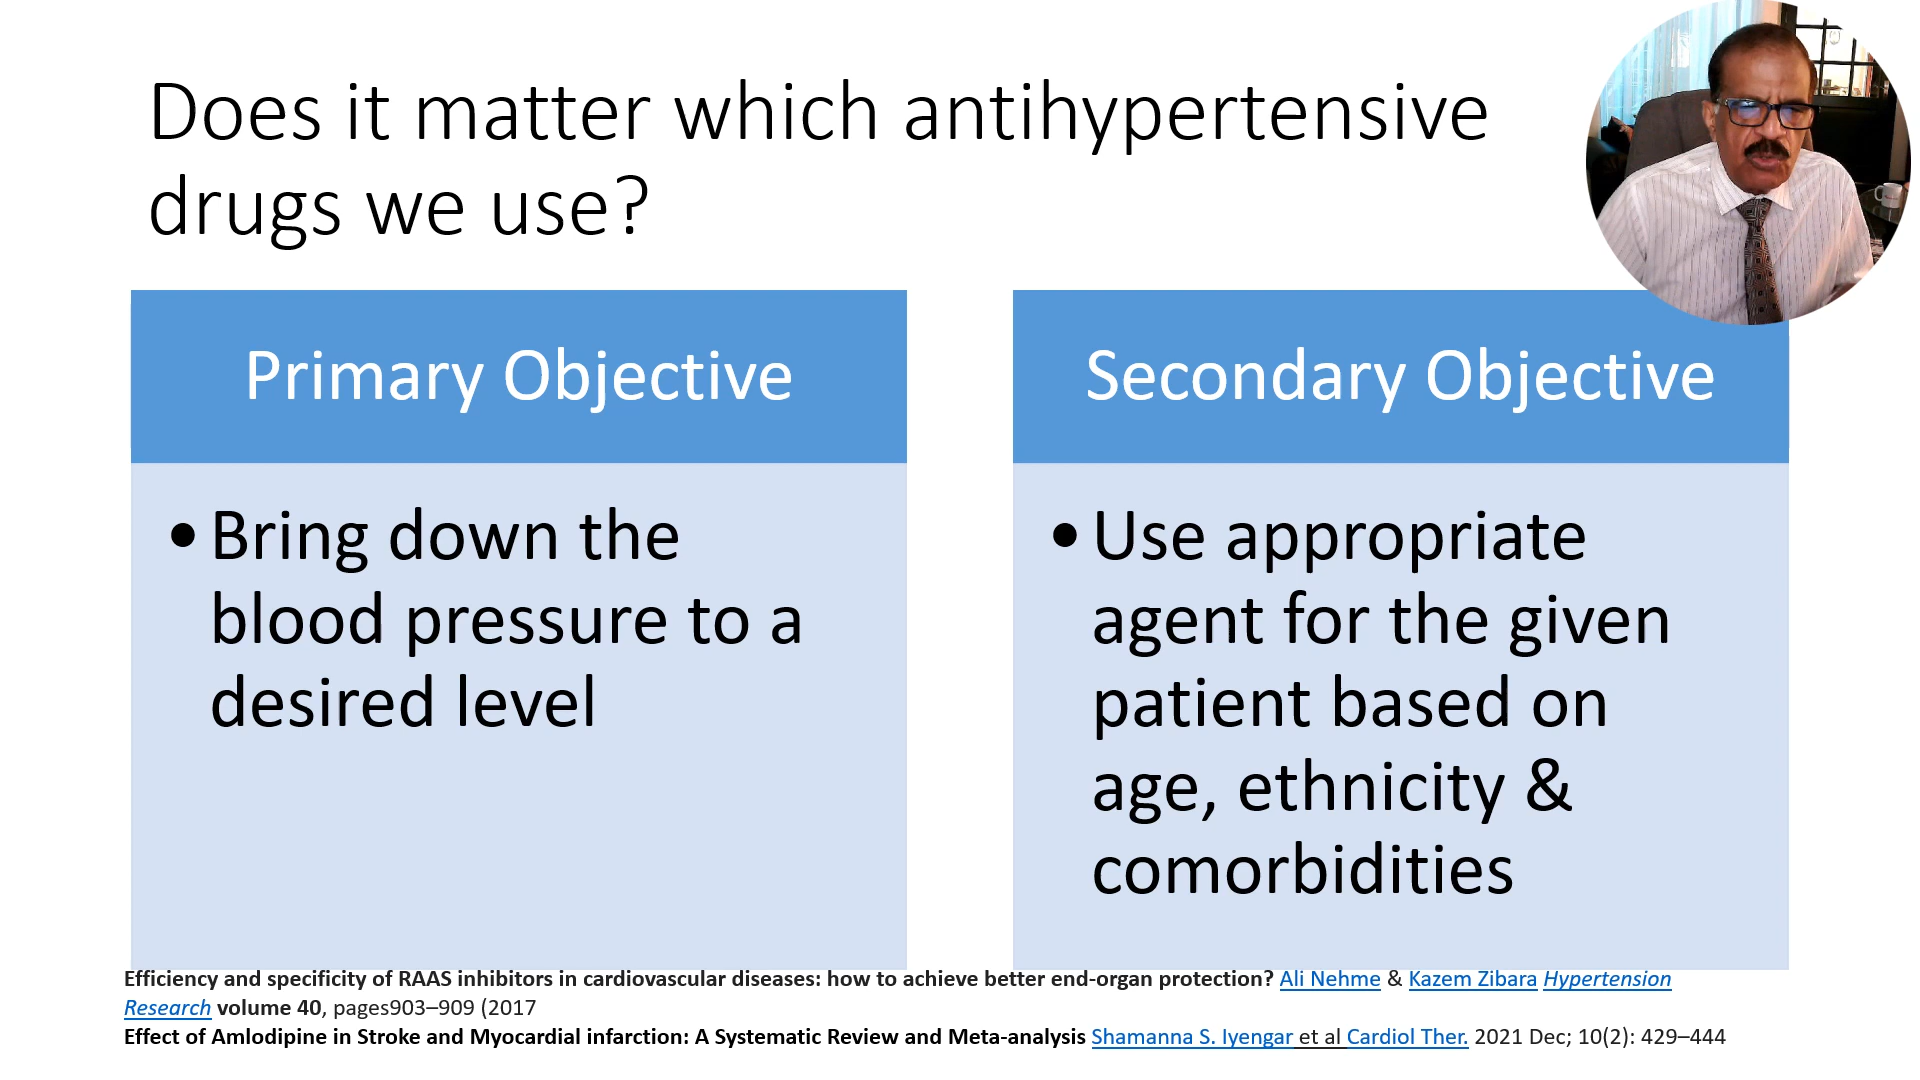 Does it matter which antihypertensive
drugs we use?
Primary Objective
• Bring down the
blood pressure to a
desired level
Secondary Objective
• Use appropriate
agent for the given
patient based on
age, ethnicity &
comorbidities
Efficiency and specificity of RAAS inhibitors in cardiovascular diseases: how to achieve better end-organ protection? Ali Nehme & Kazem Zibara Hypertension
Research volume 40, pages903–909 (2017
Effect of Amlodipine in Stroke and Myocardial infarction: A Systematic Review and Meta-analysis Shamanna S. Iyengar et al Cardiol Ther. 2021 Dec; 10(2): 429–444